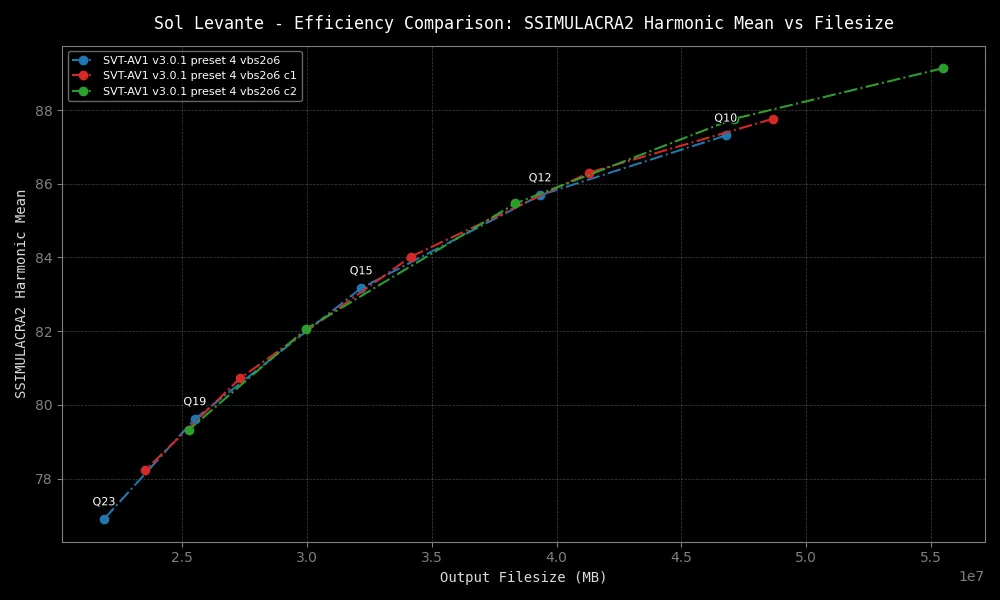 Sol Levante - Efficiency Comparison: SSIMULACRA2 Harmonic Mean vs Filesize
SVT-AV1 v3.0.1 preset 4 vbs2o6
SVT-AV1 v3.0.1 preset 4 vbs2o6 c1
SVT-AV1 v3.0.1 preset 4 vbs2o6 c2
SSIMULACRA2 Harmonic Mean
88
86
84
82
80
78
Q10
Q12
Q15
Q19
Q23
2.5 3.0 3.5 4.0 4.5 5.0 5.5
1e7
Output Filesize (MB)